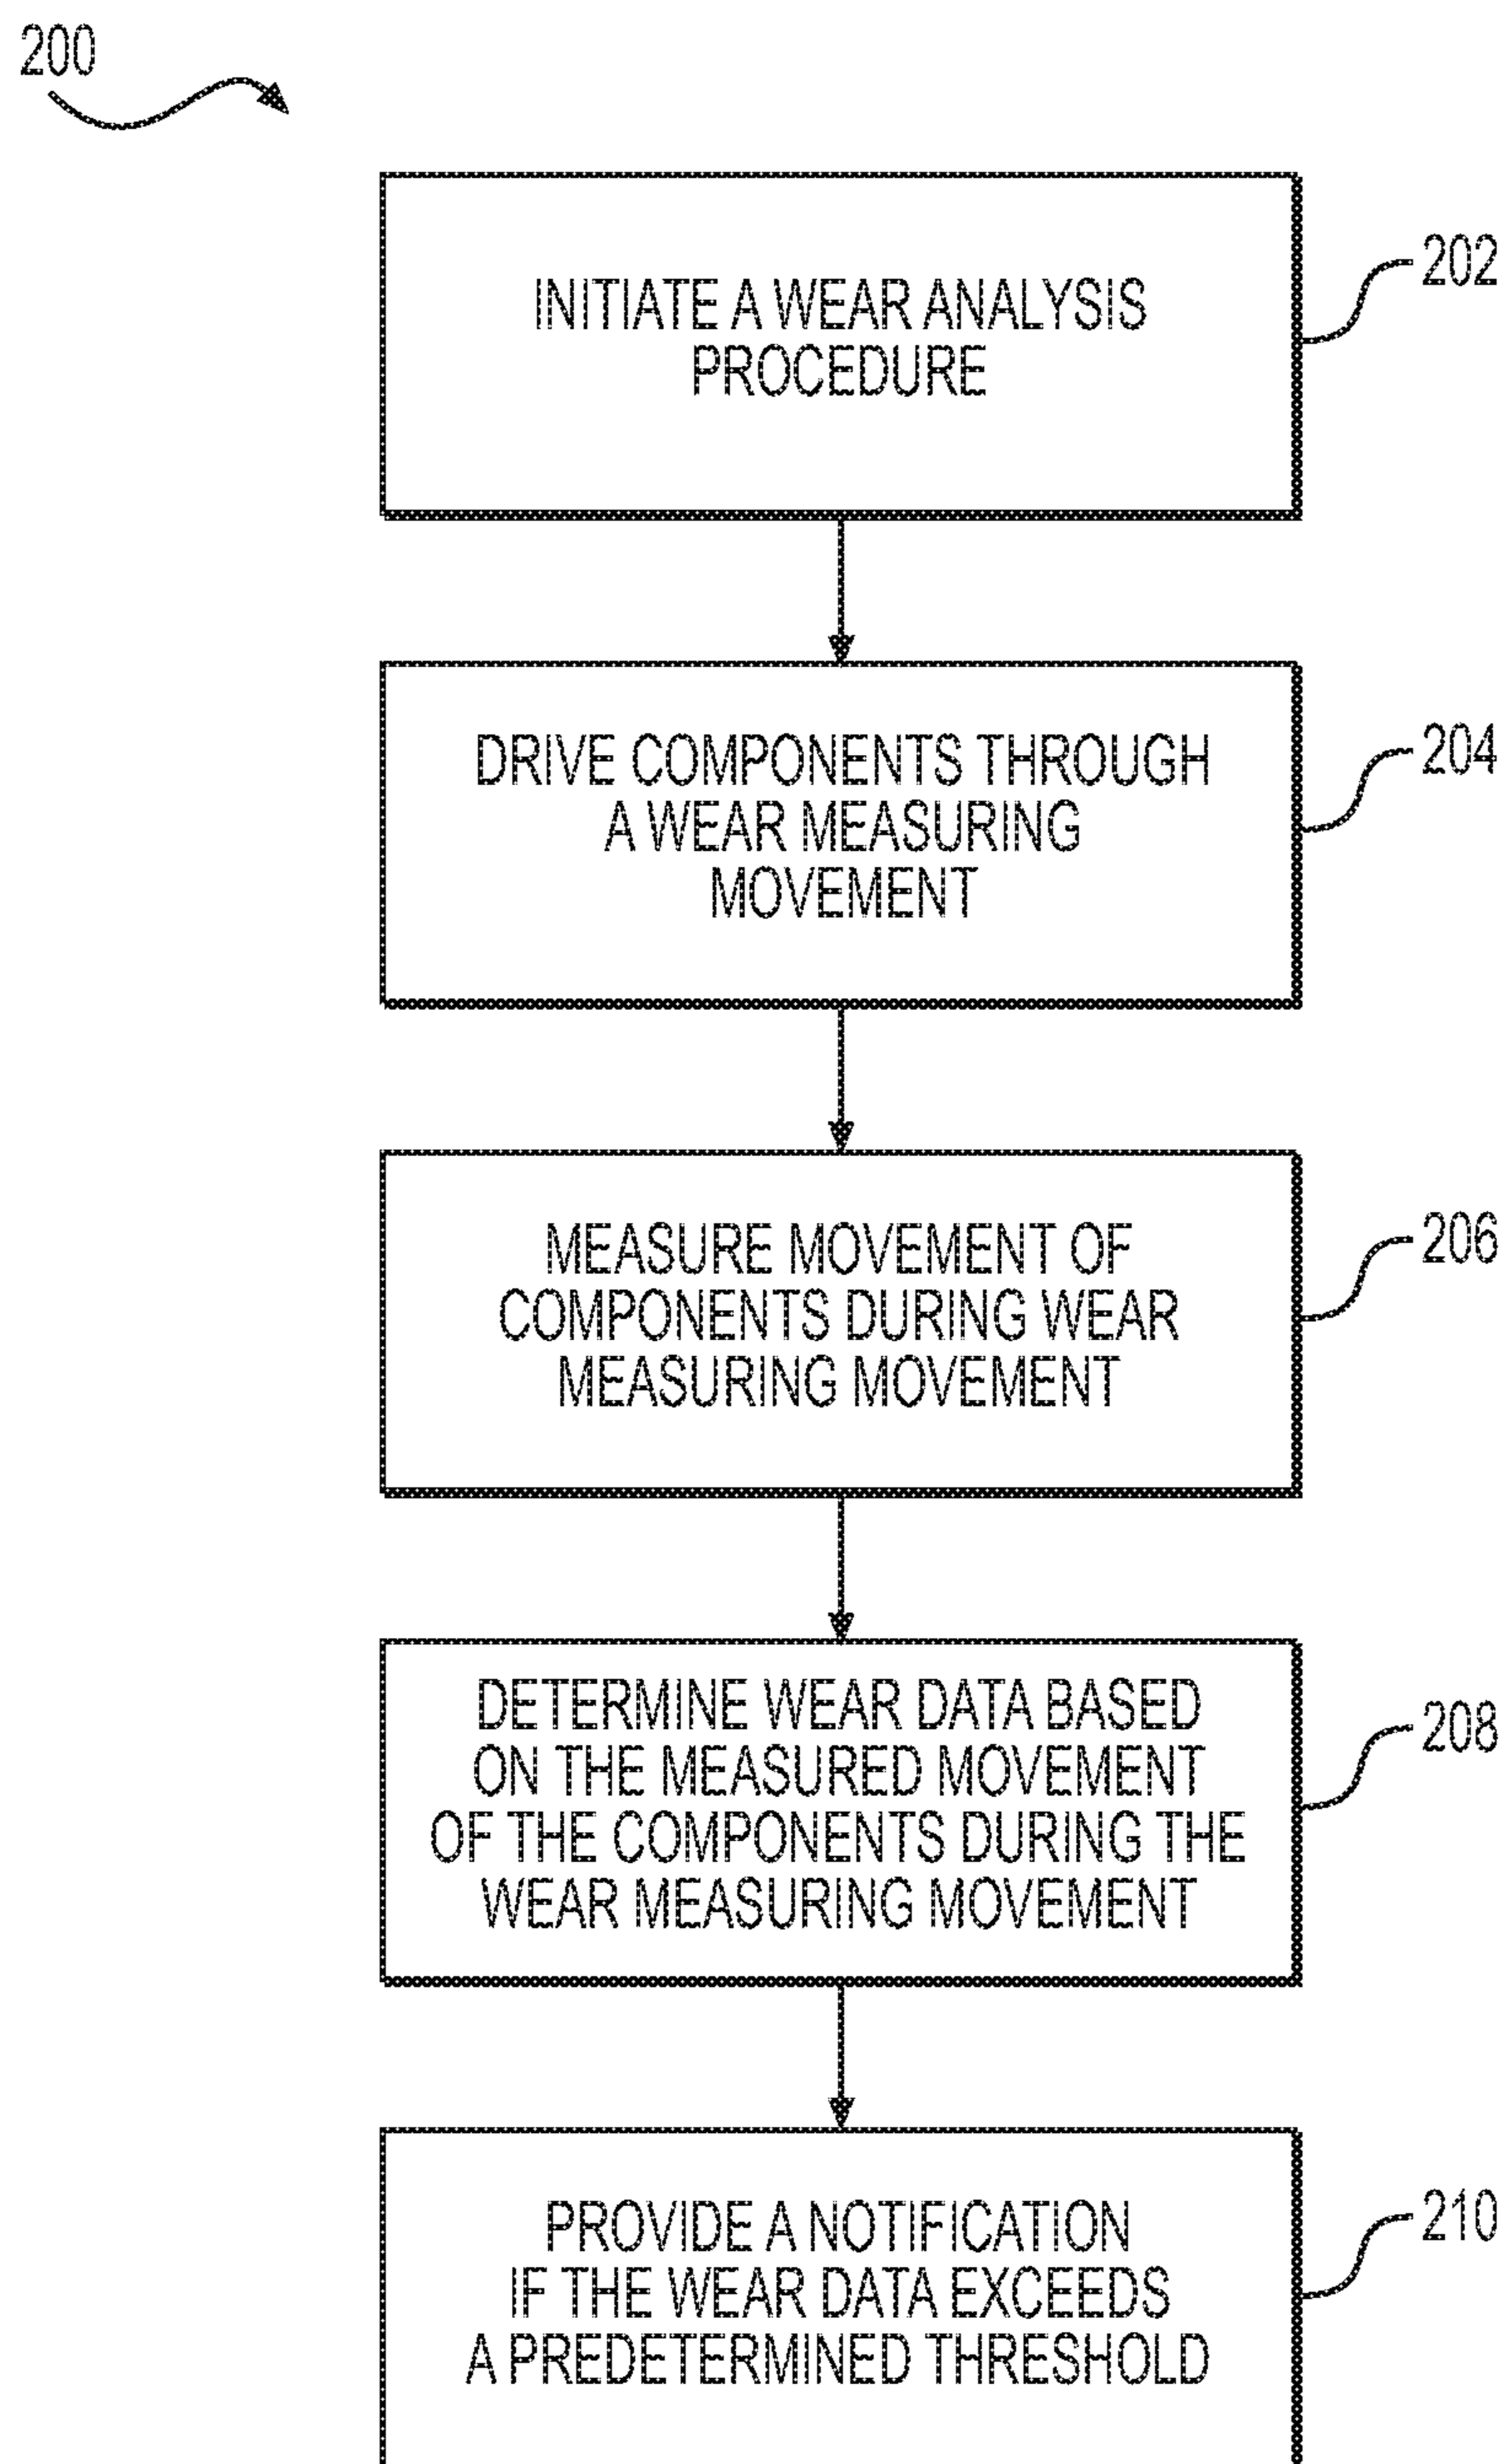 200
INITIATE A WEAR ANALYSIS
PROCEDURE
202
DRIVE COMPONENTS THROUGH
A WEAR MEASURING
MOVEMENT
204
MEASURE MOVEMENT OF
COMPONENTS DURING WEAR
MEASURING MOVEMENT
206
DETERMINE WEAR DATA BASED
ON THE MEASURED MOVEMENT
OF THE COMPONENTS DURING THE
WEAR MEASURING MOVEMENT
208
PROVIDE A NOTIFICATION
IF THE WEAR DATA EXCEEDS
A PREDETERMINED THRESHOLD
210